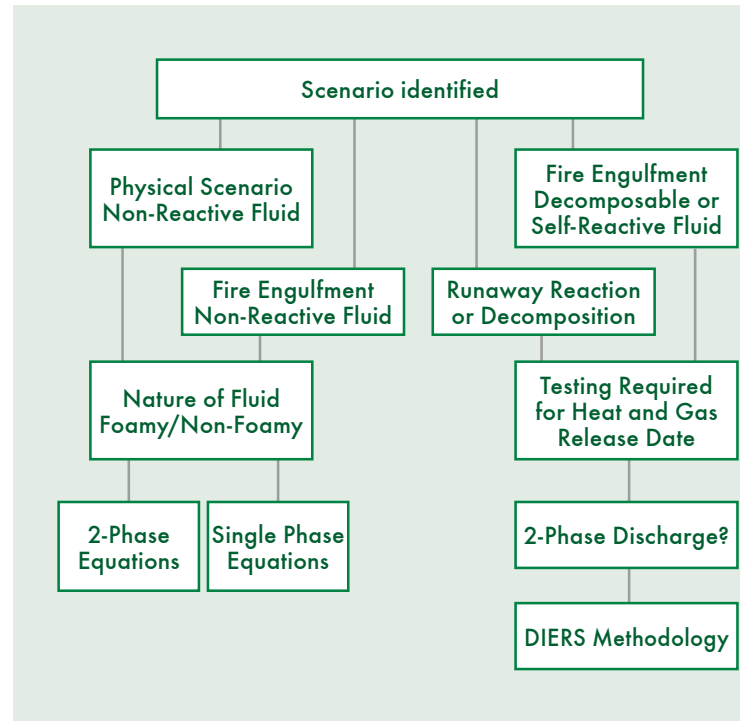 Scenario identified
Physical Scenario
Non-Reactive Fluid
Fire Engulfment
Decomposable or
Self-Reactive Fluid
Fire Engulfment
Non-Reactive Fluid
Runaway Reaction
or Decomposition
Nature of Fluid
Foamy/Non-Foamy
Testing Required
for Heat and Gas
Release Date
2-Phase
Equations
Single Phase
Equations
2-Phase Discharge?
DIERS Methodology